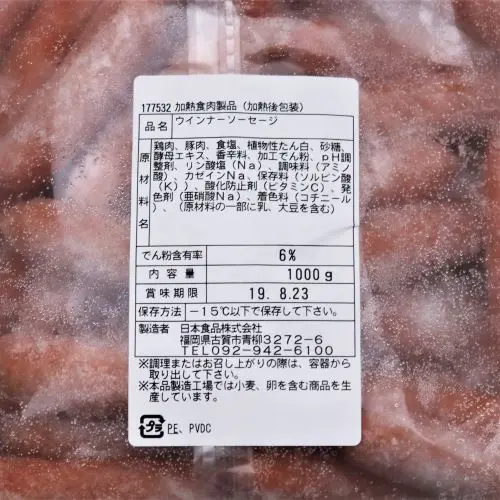 177532 加熱食肉製品（加熱後包装）
品名 ウインナーソーセージ
原材料名 鶏肉、豚肉、食塩、植物性たん白、砂糖、
酵母エキス、香辛料、加工でん粉、ｐＨ調
整剤、リン酸塩（Ｎａ）、調味料（アミノ
酸）、カゼインＮａ、保存料（ソルビン酸
（Ｋ））、酸化防止剤（ビタミンＣ）、発
色剤（亜硝酸Ｎａ）、着色料（コチニール
）、（原材料の一部に乳、大豆を含む）
でん粉含有率 6%
内容量 1000ｇ
賞味期限 19.8.23
保存方法 －15℃以下で保存して下さい。
製造者 日本食品株式会社
福岡県古賀市青柳３２７２－６
TEL０９２－９４２－６１００
※調理またはお召し上がりの際は、容器から
取り出して下さい。
※本品製造工場では小麦、卵を含む商品を生
産しています。
プラ PE、PVDC